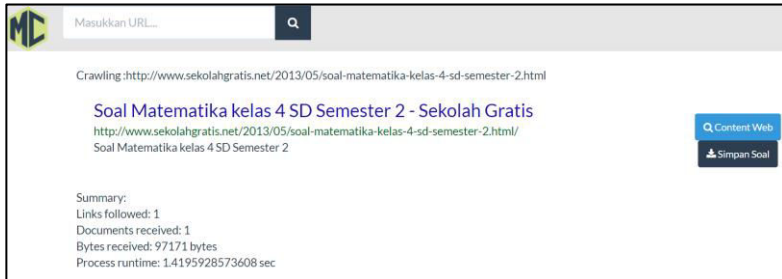 MC
Masukkan URL...
Crawling :http://www.sekolahgratis.net/2013/05/soal-matematika-kelas-4-sd-semester-2.html
Soal Matematika kelas 4 SD Semester 2 - Sekolah Gratis
http://www.sekolahgratis.net/2013/05/soal-matematika-kelas-4-sd-semester-2.html/
Soal Matematika kelas 4 SD Semester 2
Content Web
Simpan Soal
Summary:
Links followed: 1
Documents received: 1
Bytes received: 97171 bytes
Process runtime: 1.4195928573608 sec